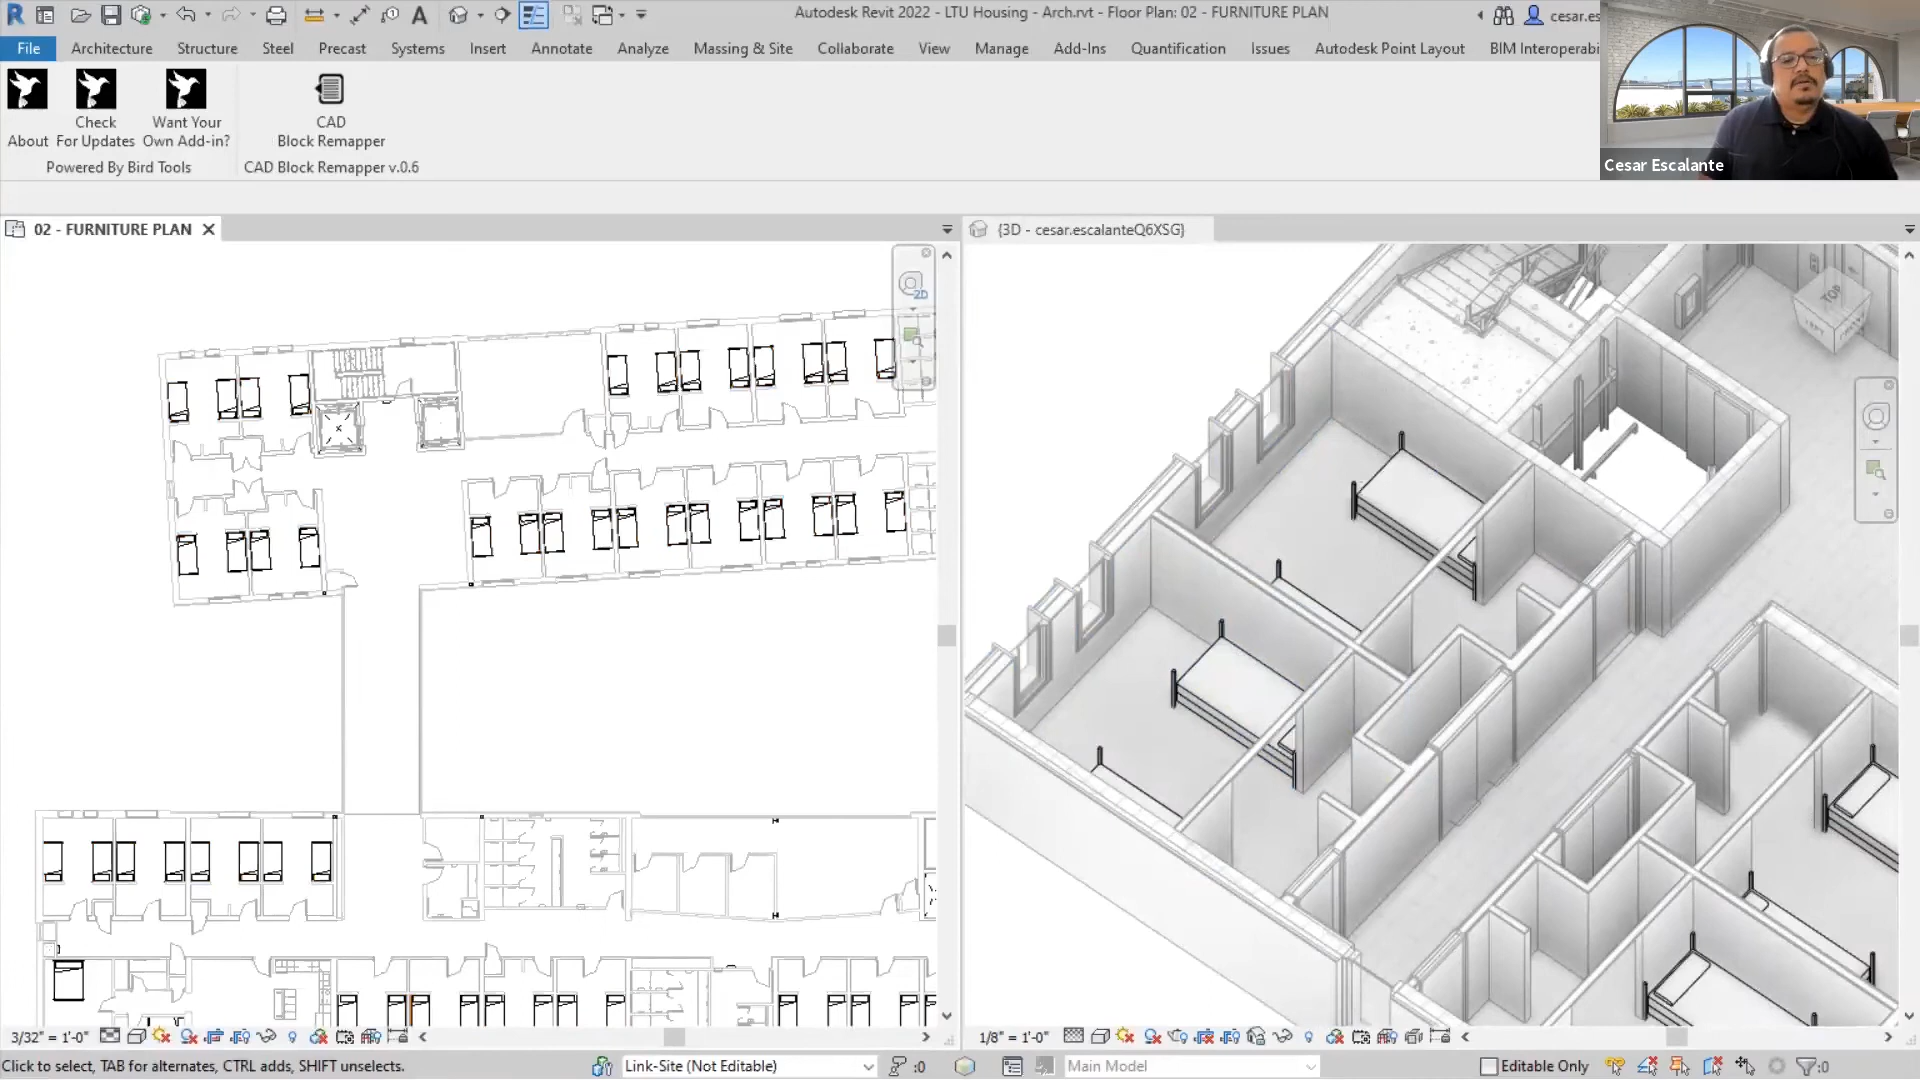 Autodesk Revit 2022 - LTU Housing - Arch.rvt - Floor Plan: 02 - FURNITURE PLAN
cesar.es
File Architecture Structure Steel Precast Systems Insert Annotate Analyze Massing & Site Collaborate View Manage Add-Ins Quantification Issues Autodesk Point Layout BIM Interoperabi
About
Check
For Updates
Want Your
Own Add-in?
CAD
Block Remapper
Powered By Bird Tools
CAD Block Remapper v.0.6
Cesar Escalante
02 - FURNITURE PLAN
{3D - cesar.escalanteQ6XSG}
2D
TOP
3/32" = 1'-0"
1/8" = 1'-0"
Click to select, TAB for alternates, CTRL adds, SHIFT unselects.
Link-Site (Not Editable)
:0
Main Model
Editable Only
:0